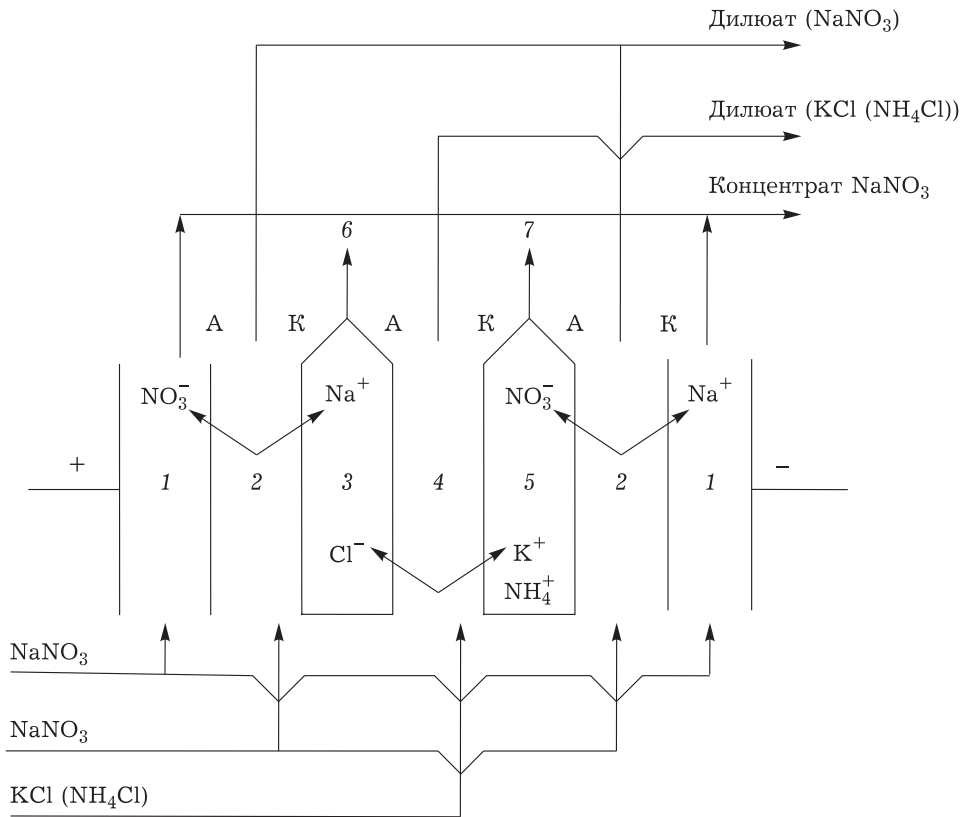 Дилюат (NaNO₃)
Дилюат (KCl (NH₄Cl))
Концентрат NaNO₃
6 7
А К А К А К
NO₃⁻ Na⁺ NO₃⁻ Na⁺
+ −
1 2 3 4 5 2 1
Cl⁻ K⁺
NH₄⁺
NaNO₃
NaNO₃
KCl (NH₄Cl)